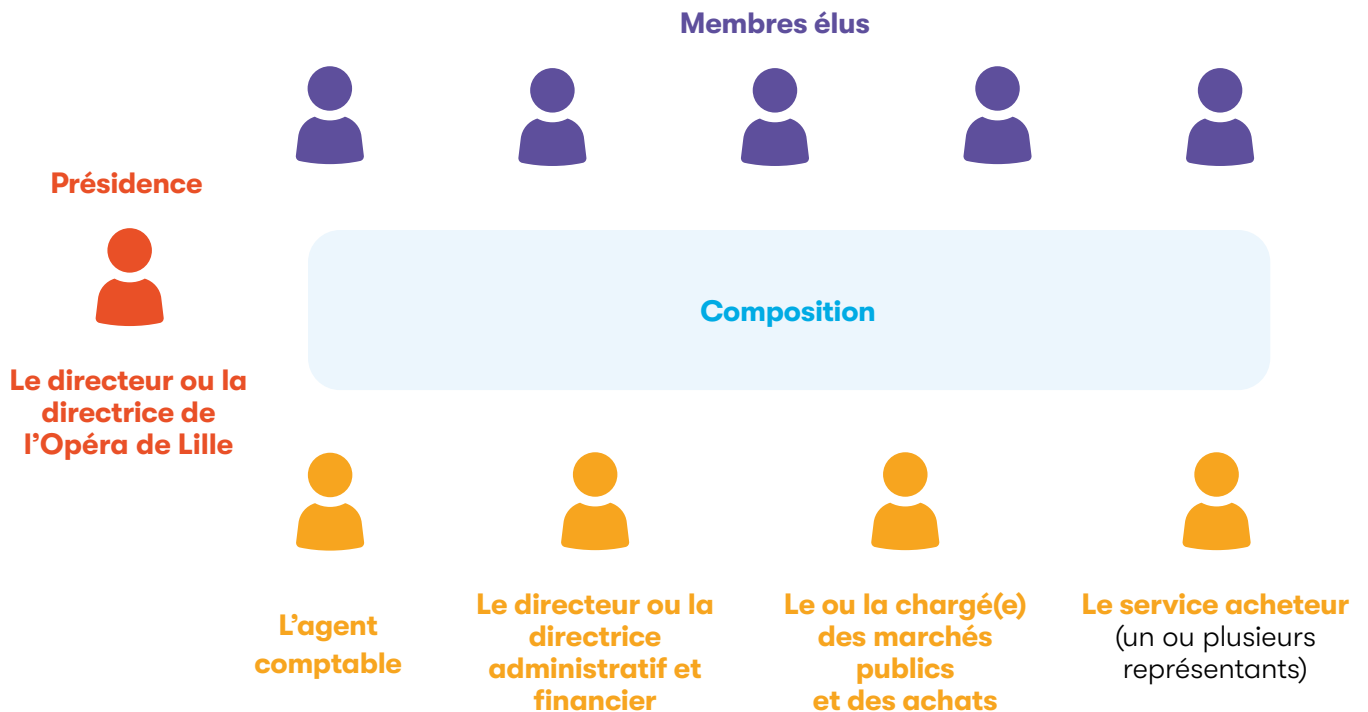 Membres élus
Présidence
Composition
Le directeur ou la
directrice de
l’Opéra de Lille
L’agent
comptable
Le directeur ou la
directrice
administratif et
financier
Le ou la chargé(e)
des marchés
publics
et des achats
Le service acheteur
(un ou plusieurs
représentants)